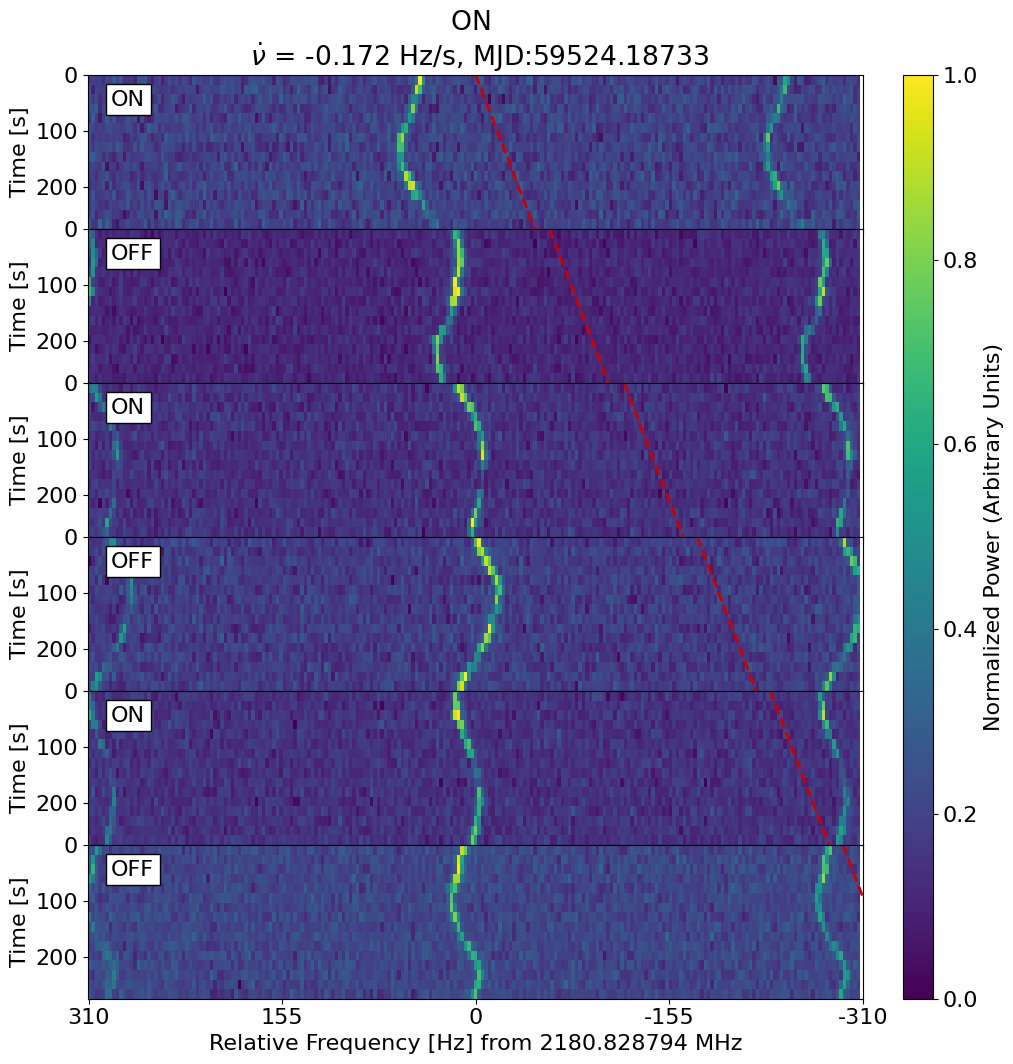 ON
ν̇ = -0.172 Hz/s, MJD:59524.18733
0
ON
100
200
Time [s]
0
OFF
100
200
Time [s]
0
ON
100
200
Time [s]
0
OFF
100
200
Time [s]
0
ON
100
200
Time [s]
0
OFF
100
200
Time [s]
310 155 0 -155 -310
Relative Frequency [Hz] from 2180.828794 MHz
1.0
0.8
0.6
0.4
0.2
0.0
Normalized Power (Arbitrary Units)